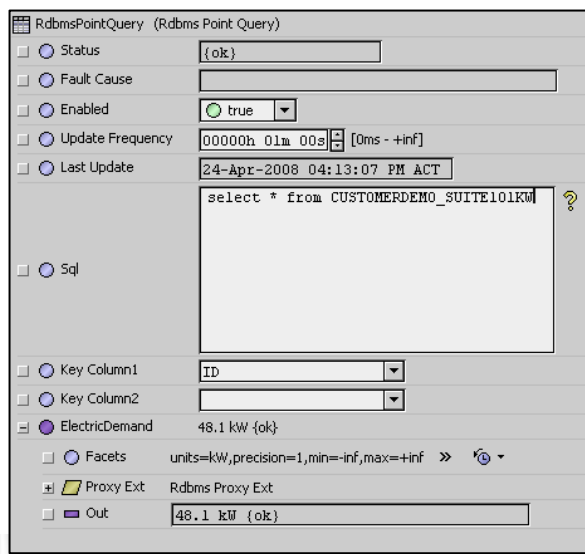 RdbmsPointQuery (Rdbms Point Query)
Status {ok}
Fault Cause
Enabled true
Update Frequency 00000h 01m 00s [0ms - +inf]
Last Update 24-Apr-2008 04:13:07 PM ACT
select * from CUSTOMERDEMO_SUITE101KW
?
Sql
Key Column1 ID
Key Column2
ElectricDemand 48.1 kW {ok}
Facets units=kW,precision=1,min=-inf,max=+inf »
Proxy Ext Rdbms Proxy Ext
Out 48.1 kW {ok}